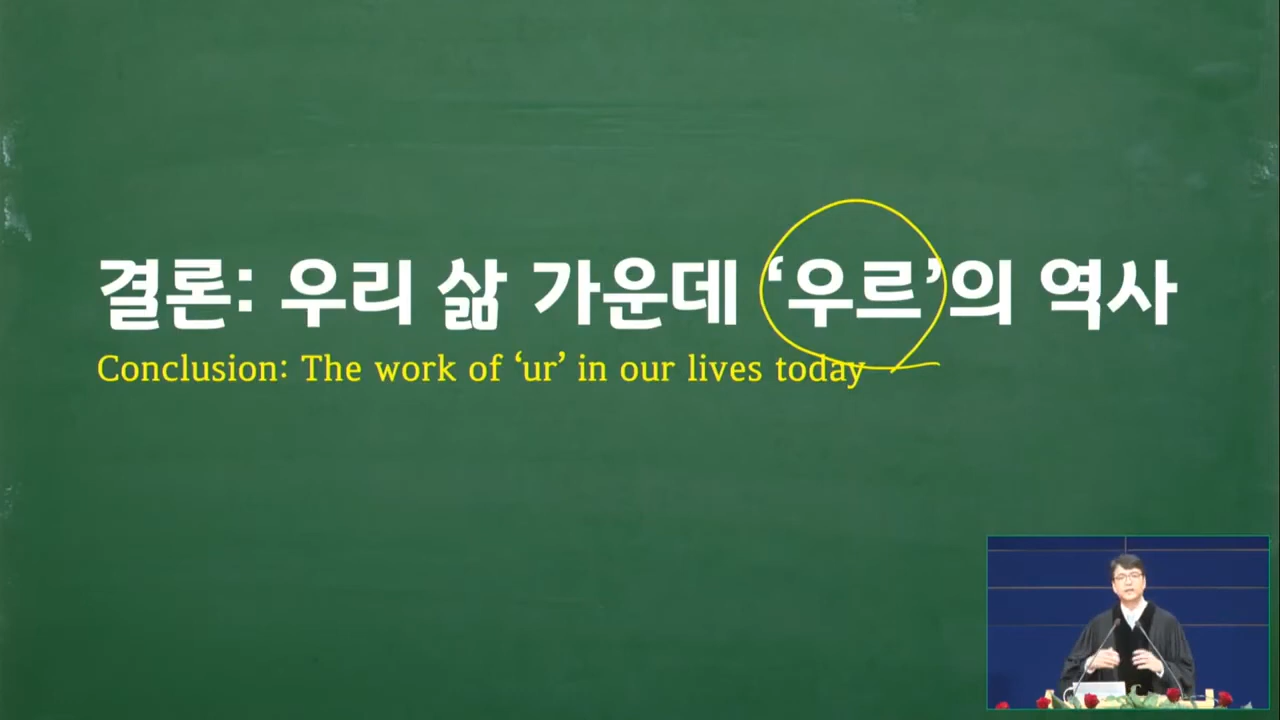 결론: 우리 삶 가운데 ‘우르’의 역사
Conclusion: The work of ‘ur’ in our lives today